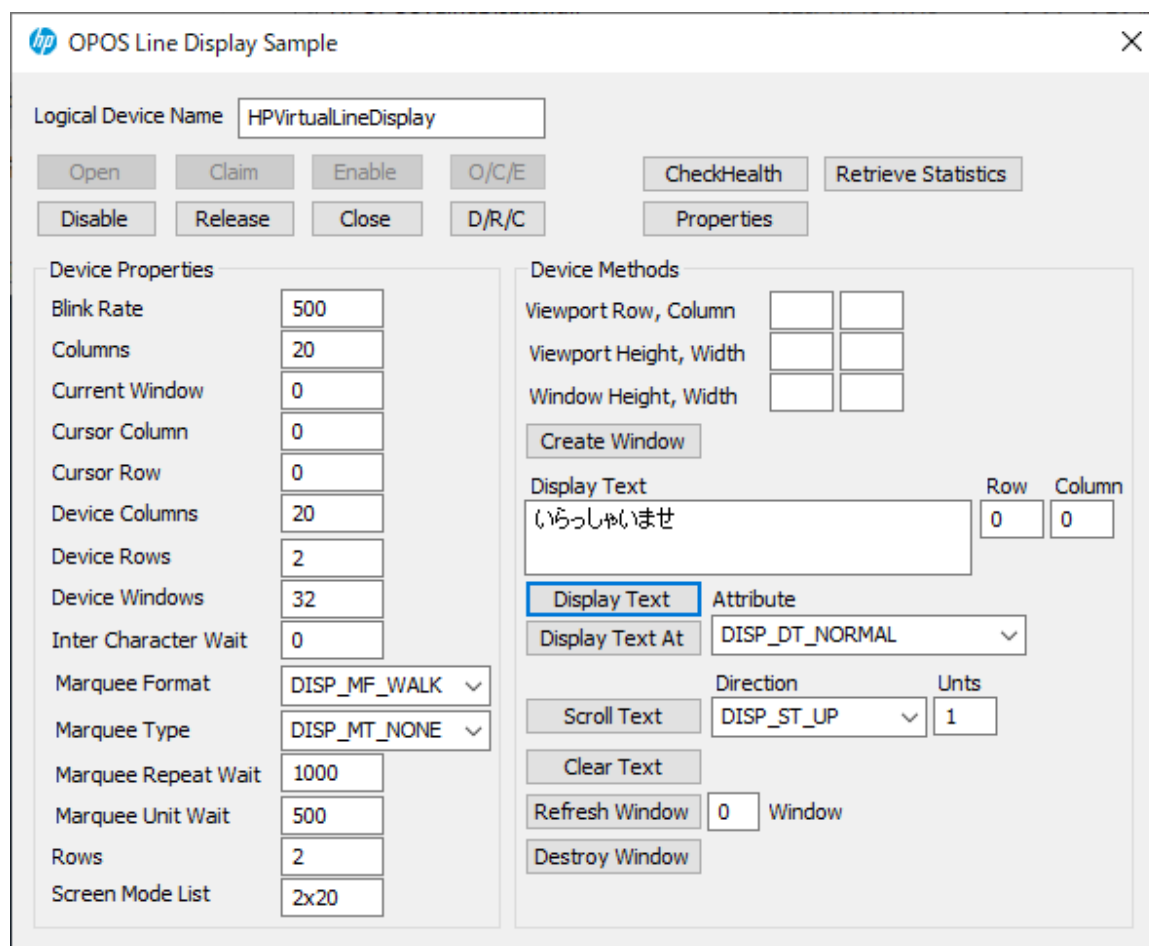 hp OPOS Line Display Sample
Logical Device Name HPVirtualLineDisplay
Open Claim Enable O/C/E CheckHealth Retrieve Statistics
Disable Release Close D/R/C Properties
Device Properties
Blink Rate 500
Columns 20
Current Window 0
Cursor Column 0
Cursor Row 0
Device Columns 20
Device Rows 2
Device Windows 32
Inter Character Wait 0
Marquee Format DISP_MF_WALK
Marquee Type DISP_MT_NONE
Marquee Repeat Wait 1000
Marquee Unit Wait 500
Rows 2
Screen Mode List 2x20
Device Methods
Viewport Row, Column
Viewport Height, Width
Window Height, Width
Create Window
Display Text Row Column
いらっしゃいませ 0 0
Display Text Attribute
Display Text At DISP_DT_NORMAL
Direction Unts
Scroll Text DISP_ST_UP 1
Clear Text
Refresh Window 0 Window
Destroy Window